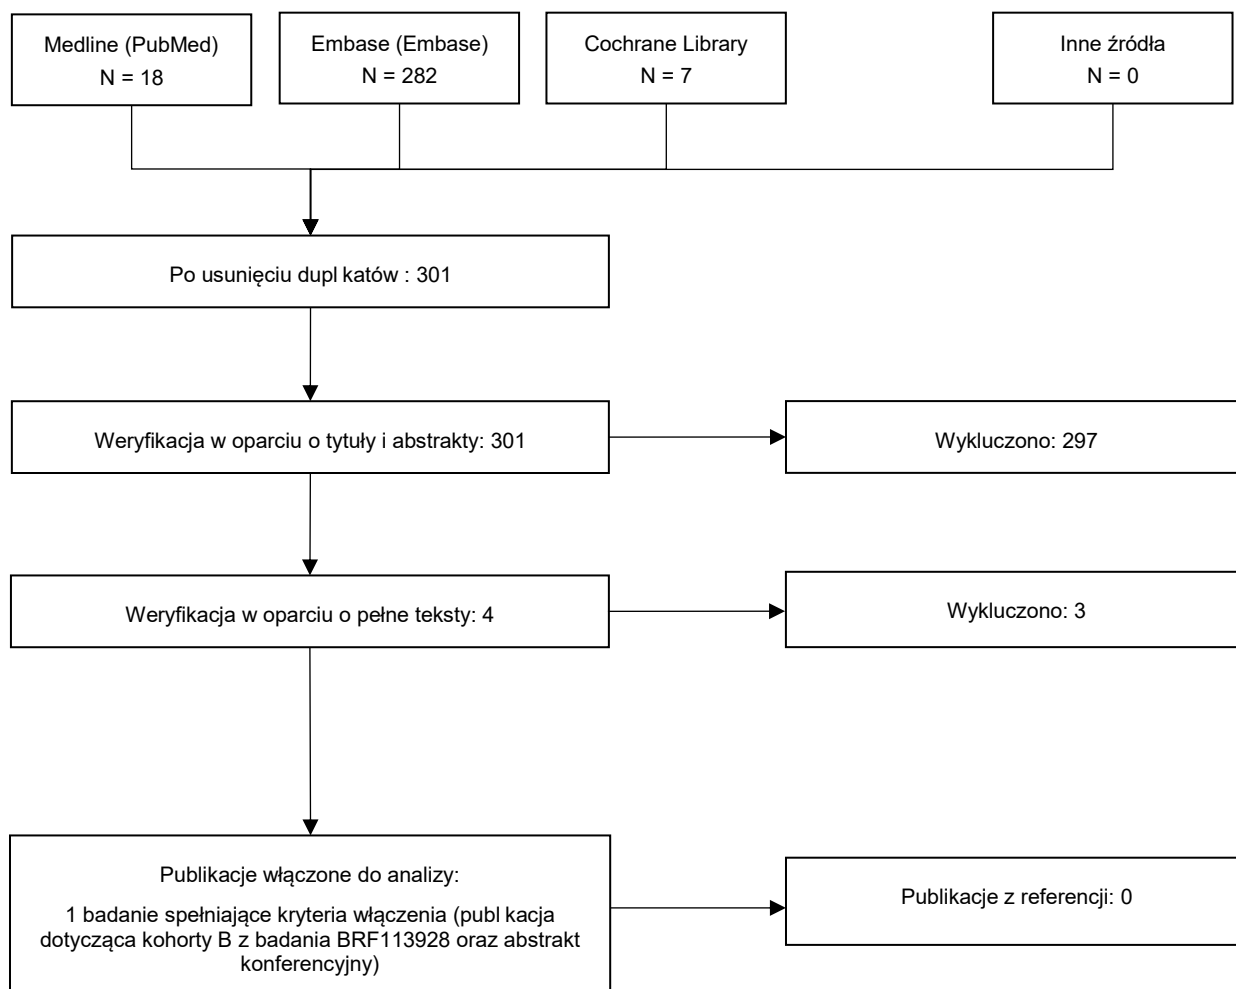 Medline (PubMed)
N = 18
Embase (Embase)
N = 282
Cochrane Library
N = 7
Inne źródła
N = 0
Po usunięciu dupl katów : 301
Weryfikacja w oparciu o tytuły i abstrakty: 301
Wykluczono: 297
Weryfikacja w oparciu o pełne teksty: 4
Wykluczono: 3
Publikacje włączone do analizy:
1 badanie spełniające kryteria włączenia (publ kacja
dotycząca kohorty B z badania BRF113928 oraz abstrakt
konferencyjny)
Publikacje z referencji: 0